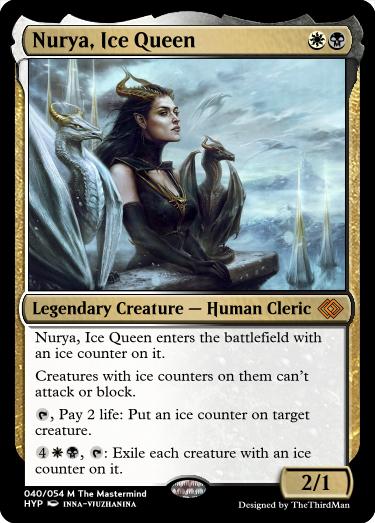 Nurya, Ice Queen
Legendary Creature — Human Cleric
Nurya, Ice Queen enters the battlefield with
an ice counter on it.
Creatures with ice counters on them can't
attack or block.
, Pay 2 life: Put an ice counter on target
creature.
4 , : Exile each creature with an ice
counter on it.
2/1
040/054 M The Mastermind
HYP INNA-VIUZHANINA
Designed by TheThirdMan